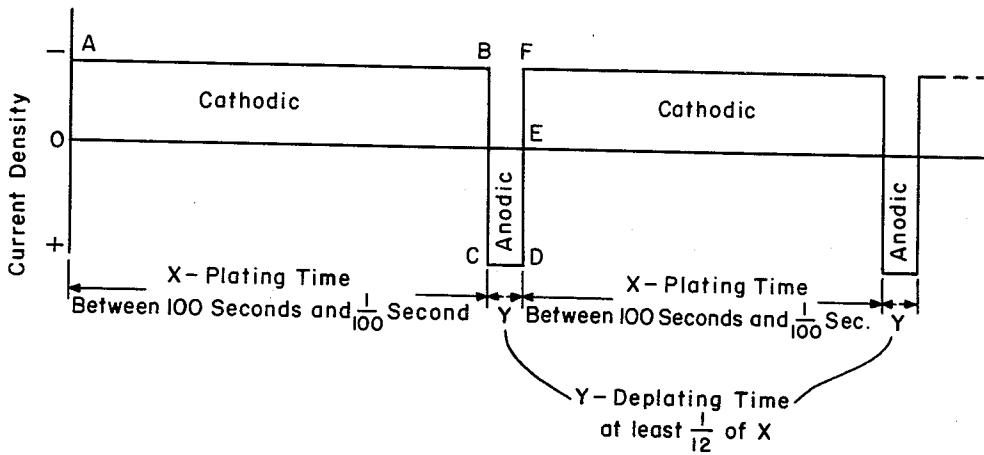 −
A
B
F
Cathodic
Cathodic
Current Density
0
E
Anodic
Anodic
+
C
D
X-Plating Time
X-Plating Time
Between 100 Seconds and 1/100 Second
Y
Between 100 Seconds and 1/100 Sec.
Y
Y-Deplating Time
at least 1/12 of X